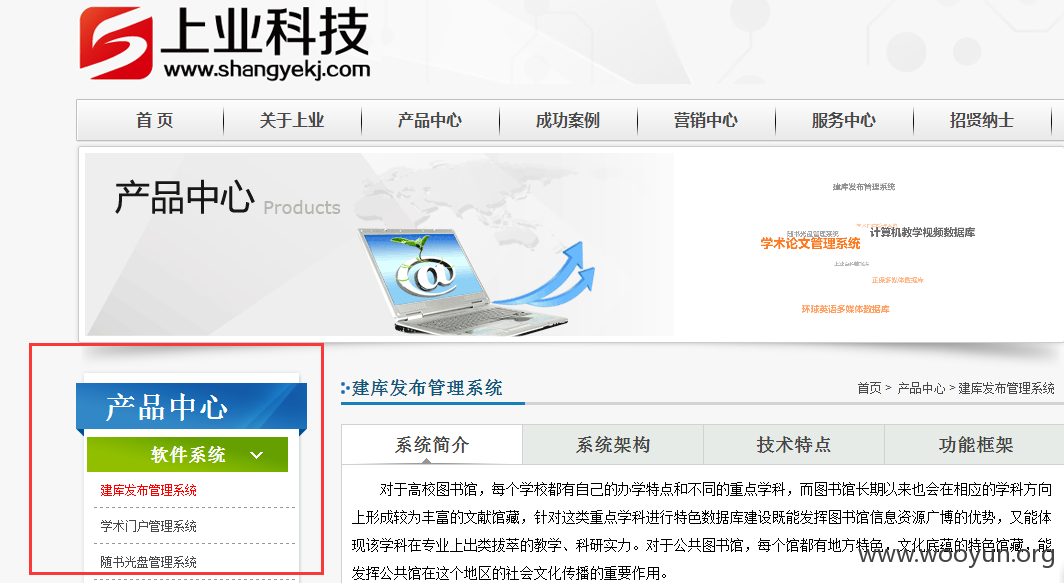 上业科技
www.shangyekj.com
首 页
关于上业
产品中心
成功案例
营销中心
服务中心
招贤纳士
产品中心 Products
建库发布管理系统
随书光盘管理系统
计算机教学视频数据库
学术论文管理系统
正保多媒体数据库
环球英语多媒体数据库
产品中心
软件系统
建库发布管理系统
学术门户管理系统
随书光盘管理系统
建库发布管理系统
首页 > 产品中心 > 建库发布管理系统
系统简介
系统架构
技术特点
功能框架
对于高校图书馆，每个学校都有自己的办学特点和不同的重点学科，而图书馆长期以来也会在相应的学科方向
上形成较为丰富的文献馆藏，针对这类重点学科进行特色数据库建设既能发挥图书馆信息资源广博的优势，又能体
现该学科在专业上出类拔萃的教学、科研实力。对于公共图书馆，每个馆都有地方特色、文化底蕴的特色馆藏，能
发挥公共馆在这个地区的社会文化传播的重要作用。
www.wooyun.org